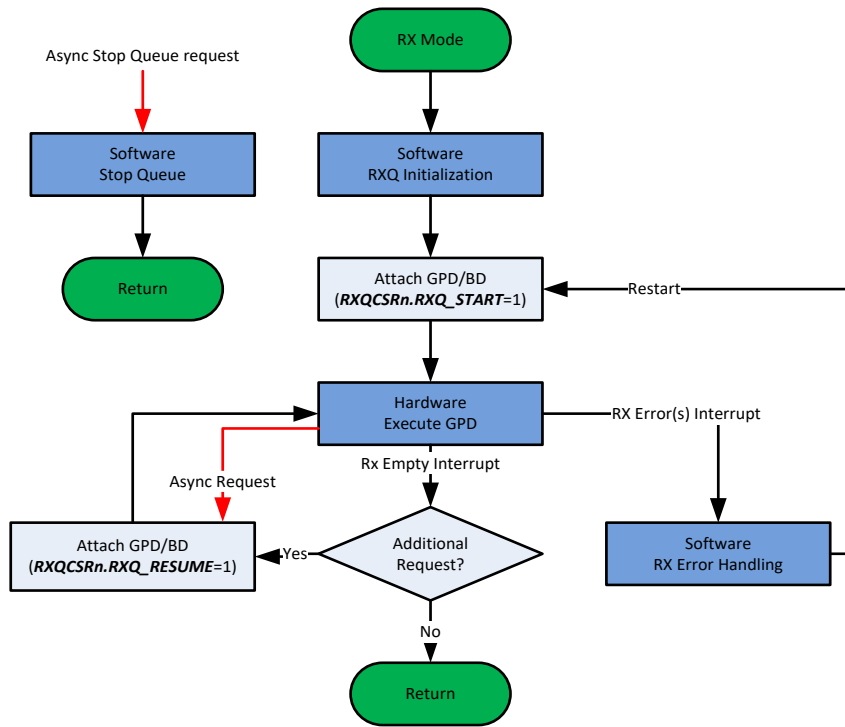 RX Mode
Async Stop Queue request
Software
Stop Queue
Software
RXQ Initialization
Return
Attach GPD/BD
(RXQCSRn.RXQ_START=1)
Restart
Hardware
Execute GPD
RX Error(s) Interrupt
Rx Empty Interrupt
Async Request
Attach GPD/BD
(RXQCSRn.RXQ_RESUME=1)
Yes
Additional
Request?
Software
RX Error Handling
No
Return